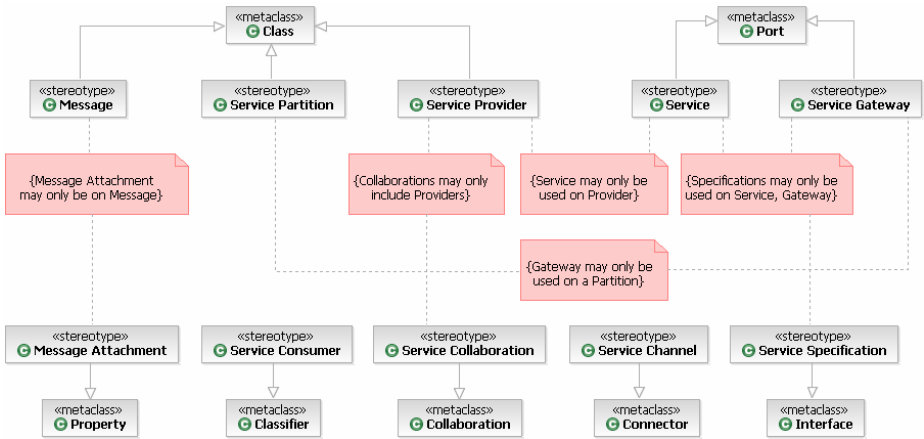 «metaclass»
Class
«metaclass»
Port
«stereotype»
Message
«stereotype»
Service Partition
«stereotype»
Service Provider
«stereotype»
Service
«stereotype»
Service Gateway
{Message Attachment
may only be on Message}
{Collaborations may only
include Providers}
{Service may only be
used on Provider}
{Specifications may only be
used on Service, Gateway}
{Gateway may only be
used on a Partition}
«stereotype»
Message Attachment
«stereotype»
Service Consumer
«stereotype»
Service Collaboration
«stereotype»
Service Channel
«stereotype»
Service Specification
«metaclass»
Property
«metaclass»
Classifier
«metaclass»
Collaboration
«metaclass»
Connector
«metaclass»
Interface